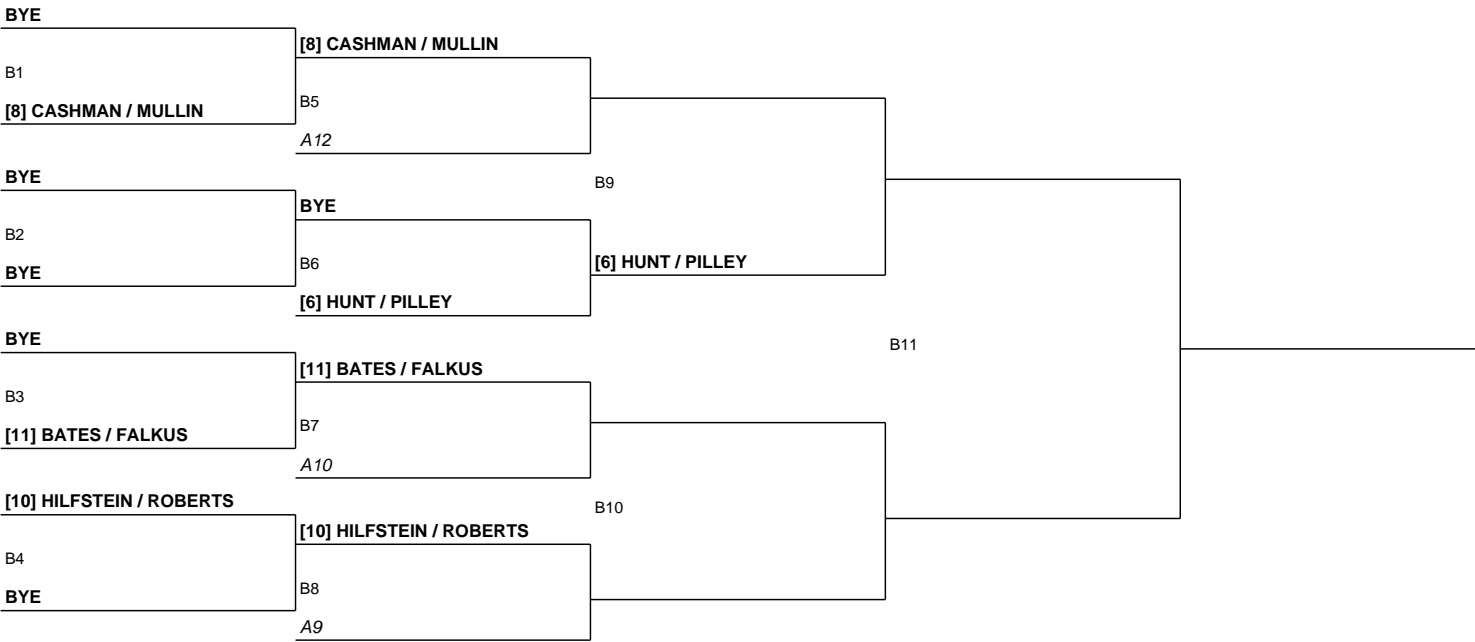 BYE
[8] CASHMAN / MULLIN
B1
[8] CASHMAN / MULLIN
B5
A12
BYE
B9
BYE
B2
BYE
B6
[6] HUNT / PILLEY
[6] HUNT / PILLEY
BYE
B11
[11] BATES / FALKUS
B3
[11] BATES / FALKUS
B7
A10
[10] HILFSTEIN / ROBERTS
B10
[10] HILFSTEIN / ROBERTS
B4
BYE
B8
A9